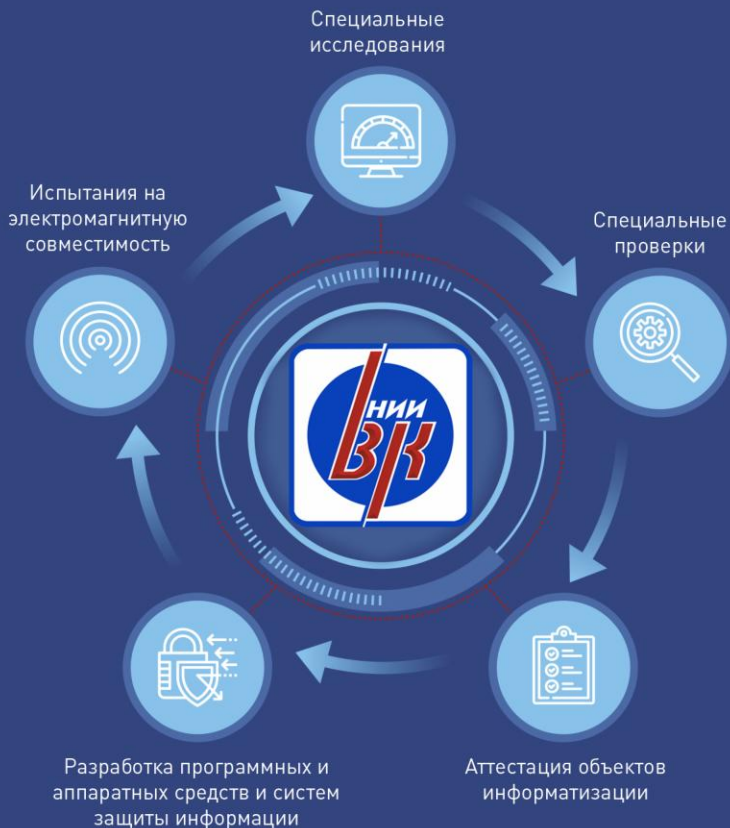 Специальные
исследования
Испытания на
электромагнитную
совместимость
Специальные
проверки
НИИ
ВК
Разработка программных и
аппаратных средств и систем
защиты информации
Аттестация объектов
информатизации